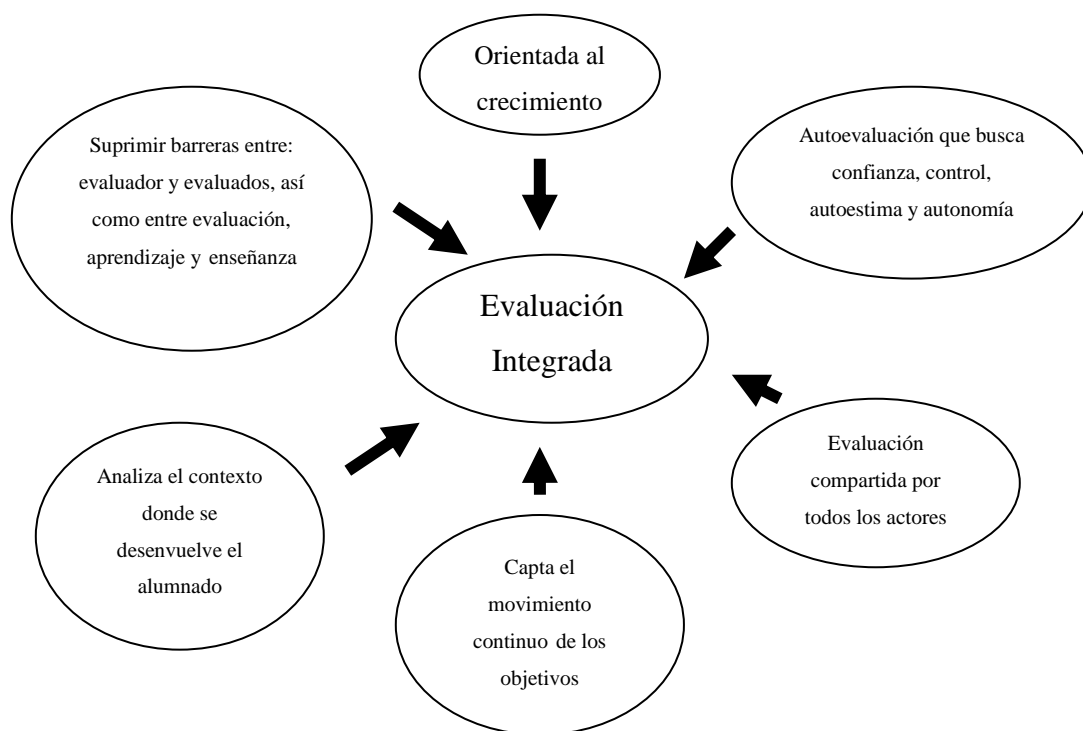 Orientada al
crecimiento
Suprimir barreras entre:
evaluador y evaluados, así
como entre evaluación,
aprendizaje y enseñanza
Autoevaluación que busca
confianza, control,
autoestima y autonomía
Evaluación
Integrada
Analiza el contexto
donde se
desenvuelve el
alumnado
Evaluación
compartida por
todos los actores
Capta el
movimiento
continuo de los
objetivos